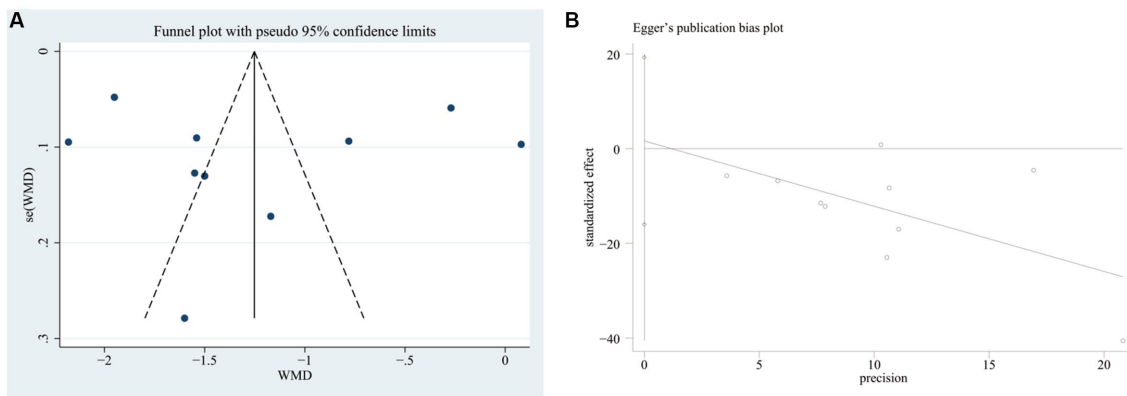 A
Funnel plot with pseudo 95% confidence limits
se(WMD)
0
.1
.2
.3
−2
−1.5
−1
−.5
0
WMD
B
Egger's publication bias plot
standardized effect
20
0
−20
−40
0
5
10
15
20
precision